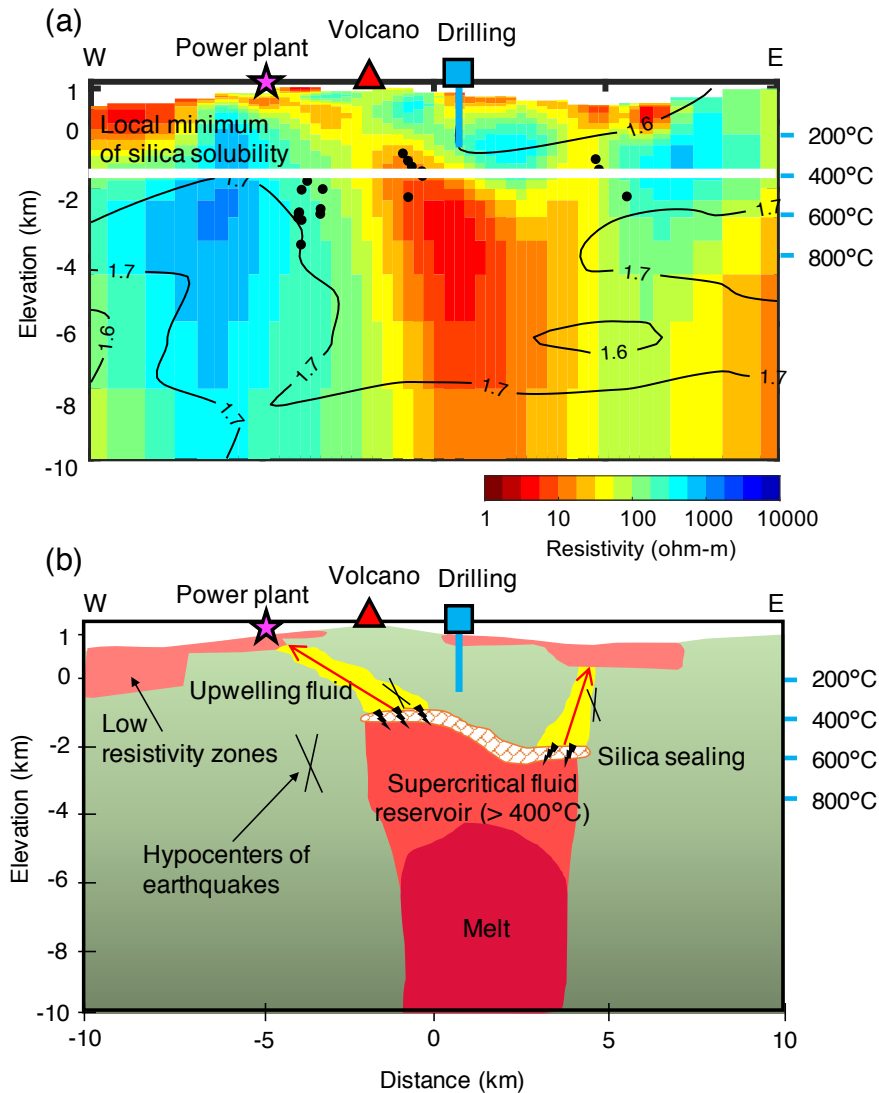 (a)
W
Power plant
Volcano
Drilling
E
1
0
-2
-4
-6
-8
-10
Elevation (km)
Local minimum
of silica solubility
1.6
1.7
1.7
1.7
1.7
1.6
1.7
1.7
1.6
1.7
1.7
200°C
400°C
600°C
800°C
1
10
100
1000
10000
Resistivity (ohm-m)
(b)
W
Power plant
Volcano
Drilling
E
1
0
-2
-4
-6
-8
-10
Elevation (km)
Upwelling fluid
Low
resistivity zones
Silica sealing
Supercritical fluid
reservoir (> 400°C)
Hypocenters of
earthquakes
Melt
200°C
400°C
600°C
800°C
-10
-5
0
5
10
Distance (km)